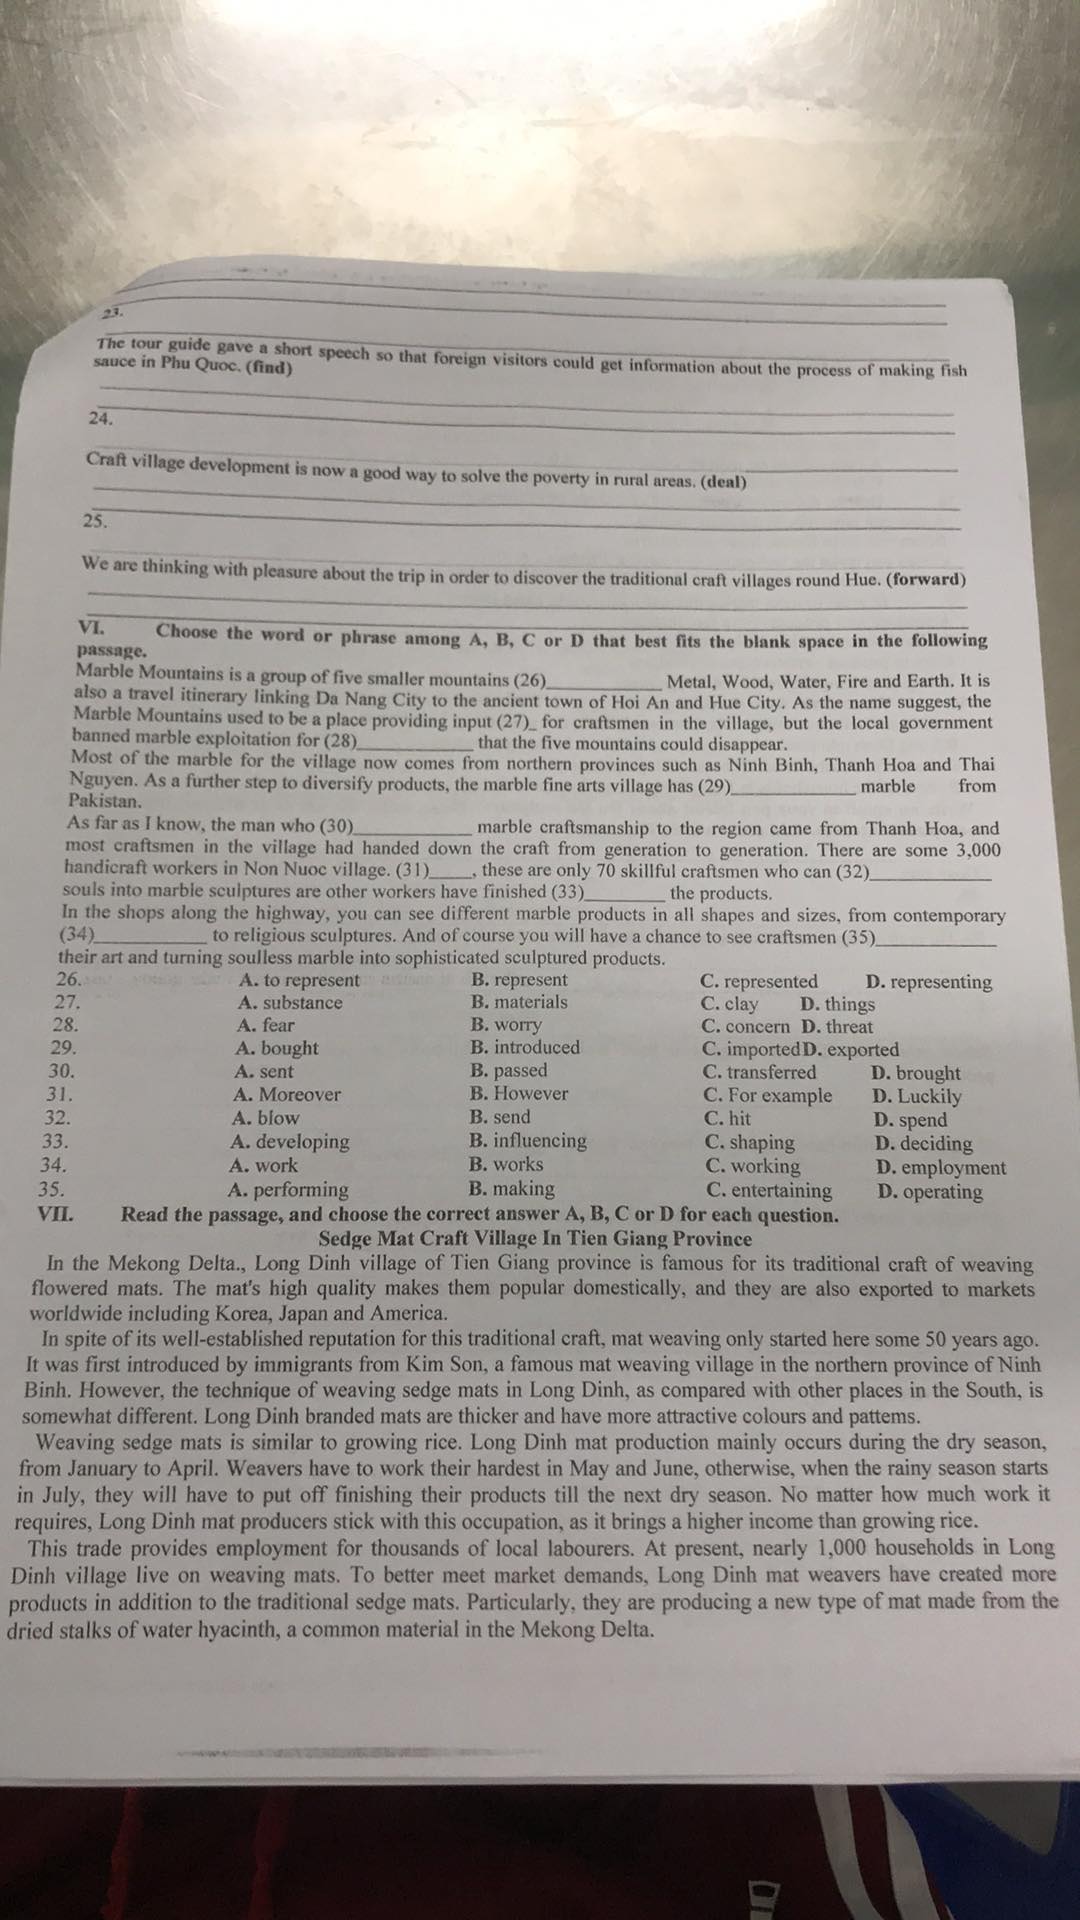 23.
The tour guide gave a short speech so that foreign visitors could get information about the process of making fish
sauce in Phu Quoc. (find)
24.
Craft village development is now a good way to solve the poverty in rural areas. (deal)
25.
We are thinking with pleasure about the trip in order to discover the traditional craft villages round Hue. (forward)
VI. Choose the word or phrase among A, B, C or D that best fits the blank space in the following
passage.
Marble Mountains is a group of five smaller mountains (26)____________ Metal, Wood, Water, Fire and Earth. It is
also a travel itinerary linking Da Nang City to the ancient town of Hoi An and Hue City. As the name suggest, the
Marble Mountains used to be a place providing input (27)_ for craftsmen in the village, but the local government
banned marble exploitation for (28)____________ that the five mountains could disappear.
Most of the marble for the village now comes from northern provinces such as Ninh Binh, Thanh Hoa and Thai
Nguyen. As a further step to diversify products, the marble fine arts village has (29)____________ marble from
Pakistan.
As far as I know, the man who (30)____________ marble craftsmanship to the region came from Thanh Hoa, and
most craftsmen in the village had handed down the craft from generation to generation. There are some 3,000
handicraft workers in Non Nuoc village. (31)____, these are only 70 skillful craftsmen who can (32)____________
souls into marble sculptures are other workers have finished (33)________ the products.
In the shops along the highway, you can see different marble products in all shapes and sizes, from contemporary
(34)____________ to religious sculptures. And of course you will have a chance to see craftsmen (35)____________
their art and turning soulless marble into sophisticated sculptured products.
26. A. to represent B. represent C. represented D. representing
27. A. substance B. materials C. clay D. things
28. A. fear B. worry C. concern D. threat
29. A. bought B. introduced C. imported D. exported
30. A. sent B. passed C. transferred D. brought
31. A. Moreover B. However C. For example D. Luckily
32. A. blow B. send C. hit D. spend
33. A. developing B. influencing C. shaping D. deciding
34. A. work B. works C. working D. employment
35. A. performing B. making C. entertaining D. operating
VII. Read the passage, and choose the correct answer A, B, C or D for each question.
Sedge Mat Craft Village In Tien Giang Province
In the Mekong Delta., Long Dinh village of Tien Giang province is famous for its traditional craft of weaving
flowered mats. The mat's high quality makes them popular domestically, and they are also exported to markets
worldwide including Korea, Japan and America.
In spite of its well-established reputation for this traditional craft, mat weaving only started here some 50 years ago.
It was first introduced by immigrants from Kim Son, a famous mat weaving village in the northern province of Ninh
Binh. However, the technique of weaving sedge mats in Long Dinh, as compared with other places in the South, is
somewhat different. Long Dinh branded mats are thicker and have more attractive colours and pattems.
Weaving sedge mats is similar to growing rice. Long Dinh mat production mainly occurs during the dry season,
from January to April. Weavers have to work their hardest in May and June, otherwise, when the rainy season starts
in July, they will have to put off finishing their products till the next dry season. No matter how much work it
requires, Long Dinh mat producers stick with this occupation, as it brings a higher income than growing rice.
This trade provides employment for thousands of local labourers. At present, nearly 1,000 households in Long
Dinh village live on weaving mats. To better meet market demands, Long Dinh mat weavers have created more
products in addition to the traditional sedge mats. Particularly, they are producing a new type of mat made from the
dried stalks of water hyacinth, a common material in the Mekong Delta.